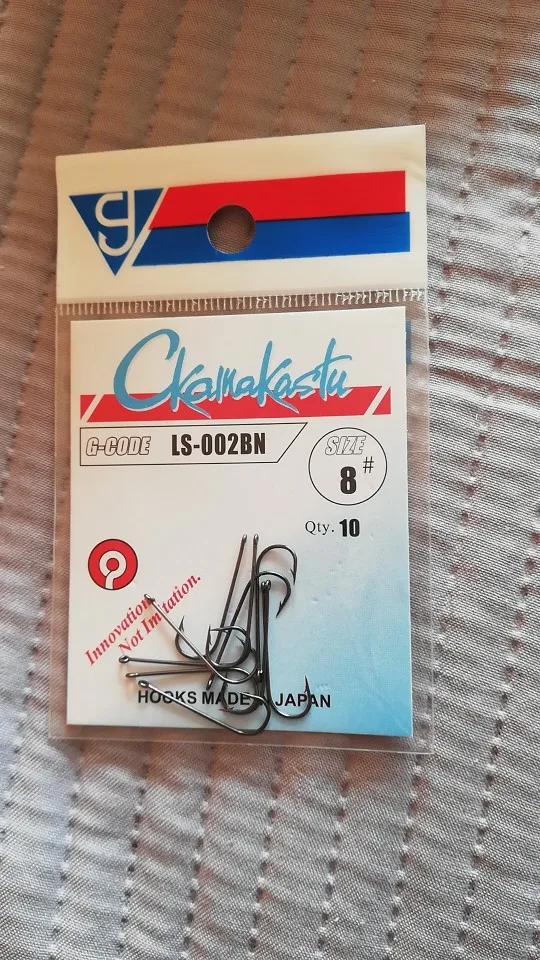 g
Ckamakastu
G-CODE LS-002BN
SIZE
8#
Qty. 10
Innovation,
Not Imitation.
HOOKS MADE JAPAN